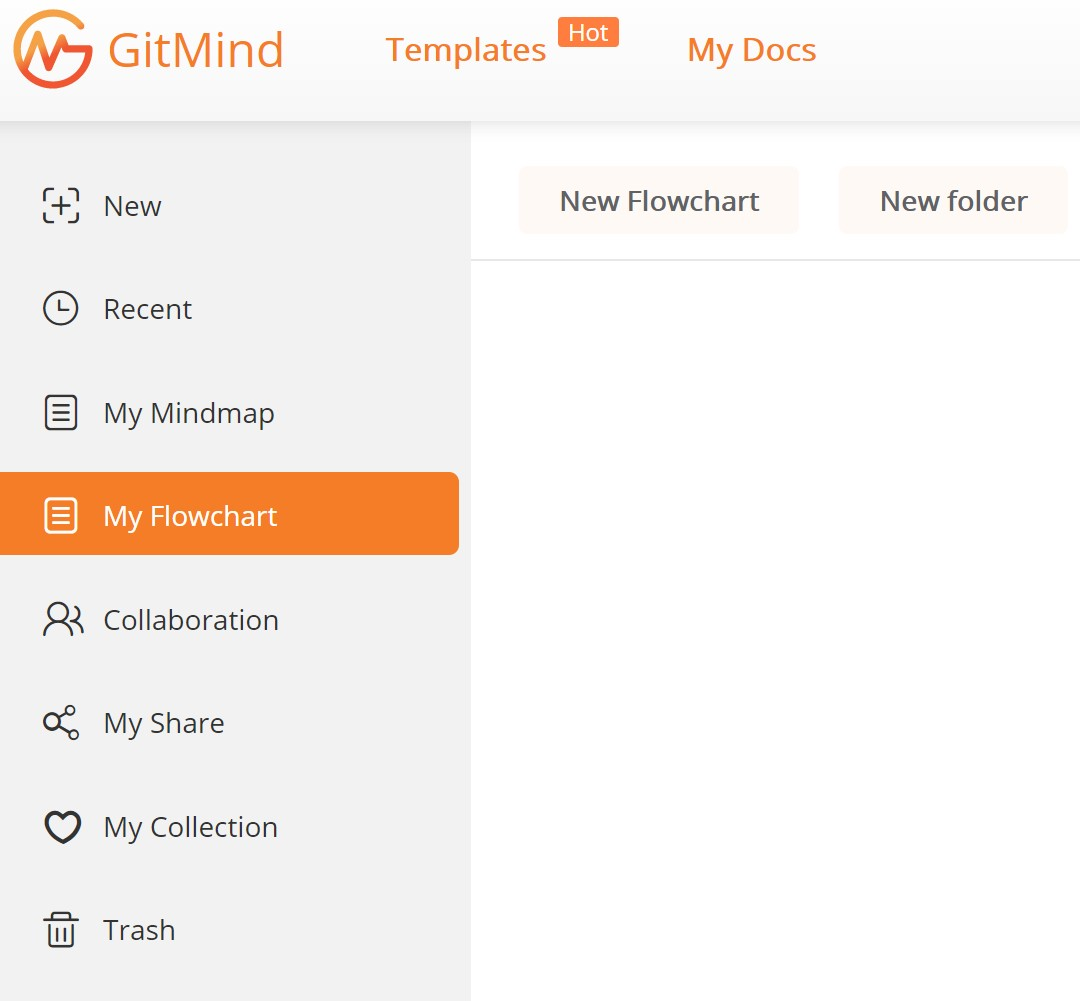 GitMind
Templates
Hot
My Docs
New
Recent
My Mindmap
My Flowchart
Collaboration
My Share
My Collection
Trash
New Flowchart
New folder